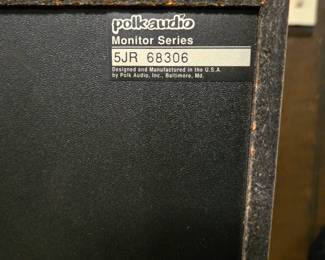 polkaudio
Monitor Series
5JR 68306
Designed and Manufactured in the U.S.A.
by Polk Audio, Inc., Baltimore, Md.